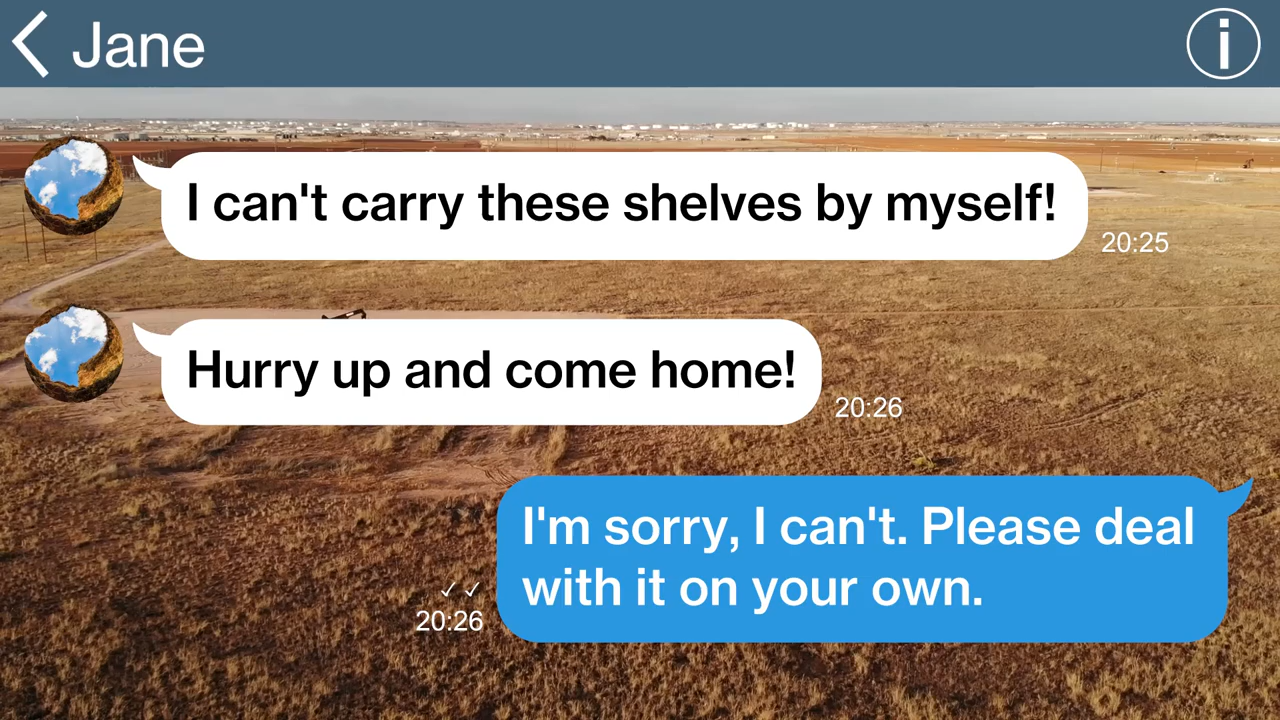 Jane
I can't carry these shelves by myself!
20:25
Hurry up and come home!
20:26
I'm sorry, I can't. Please deal
with it on your own.
✓✓
20:26